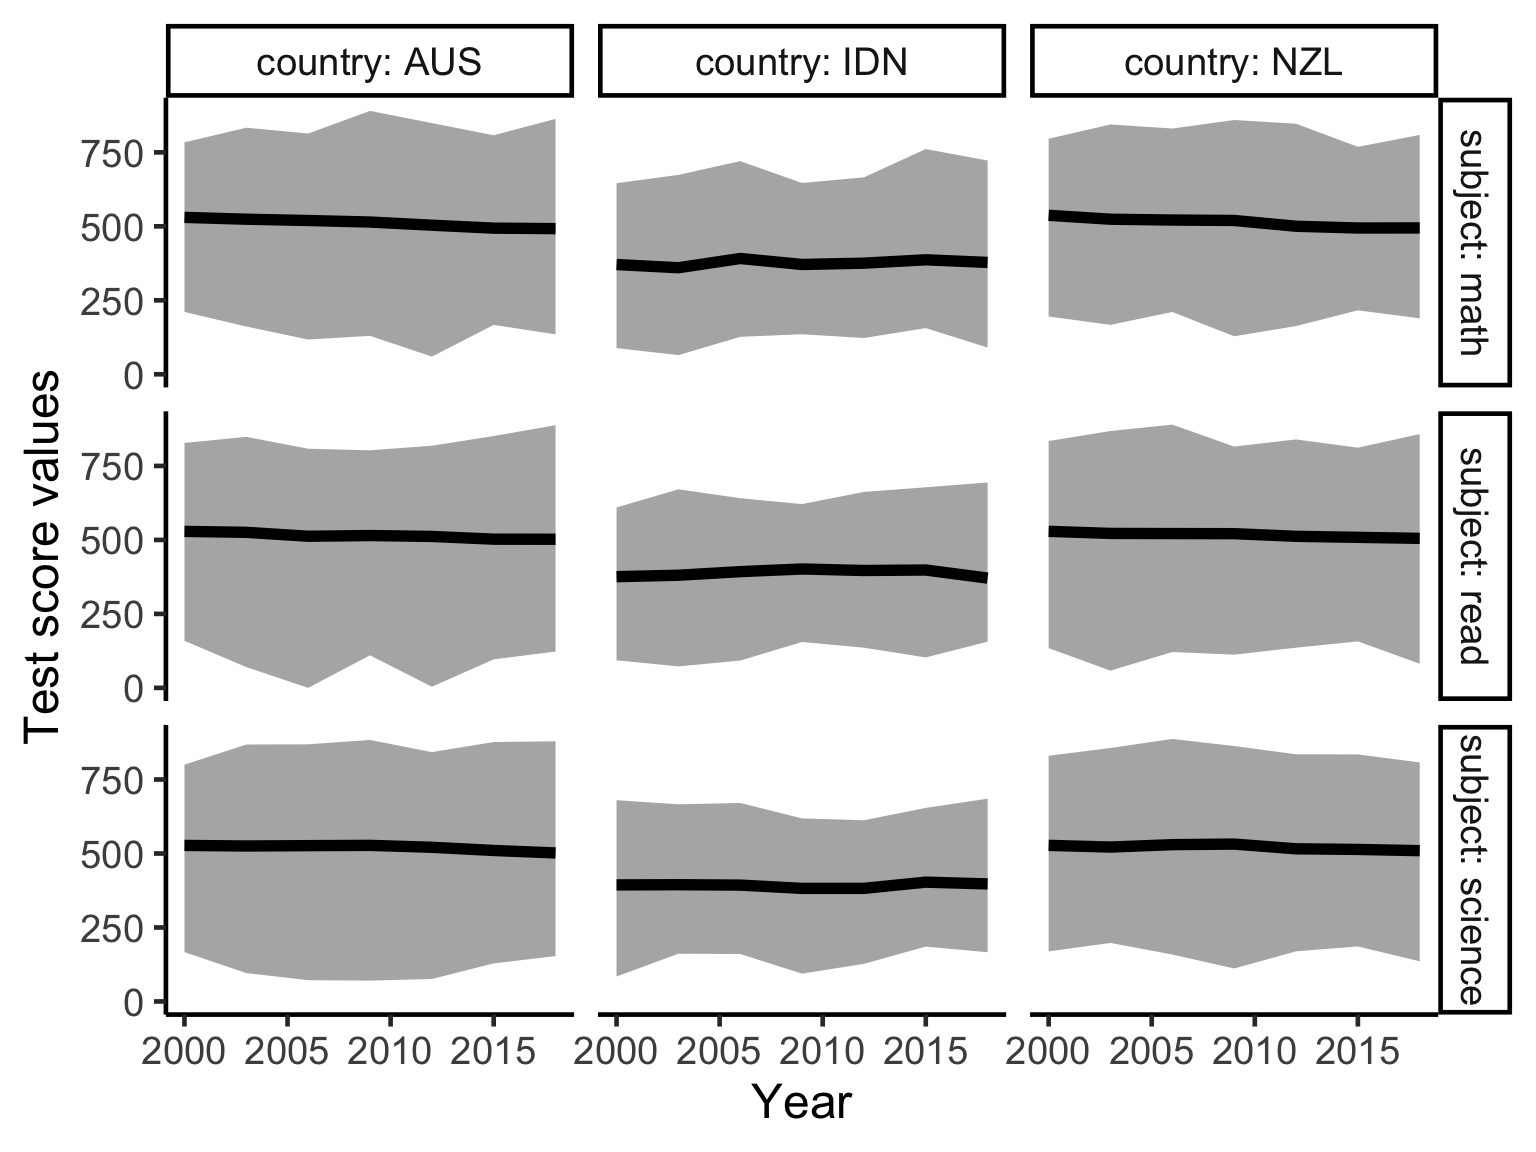 country: AUS
country: IDN
country: NZL
750
500
250
0
subject: math
750
500
250
0
subject: read
750
500
250
0
subject: science
2000 2005 2010 2015
2000 2005 2010 2015
2000 2005 2010 2015
Year
Test score values